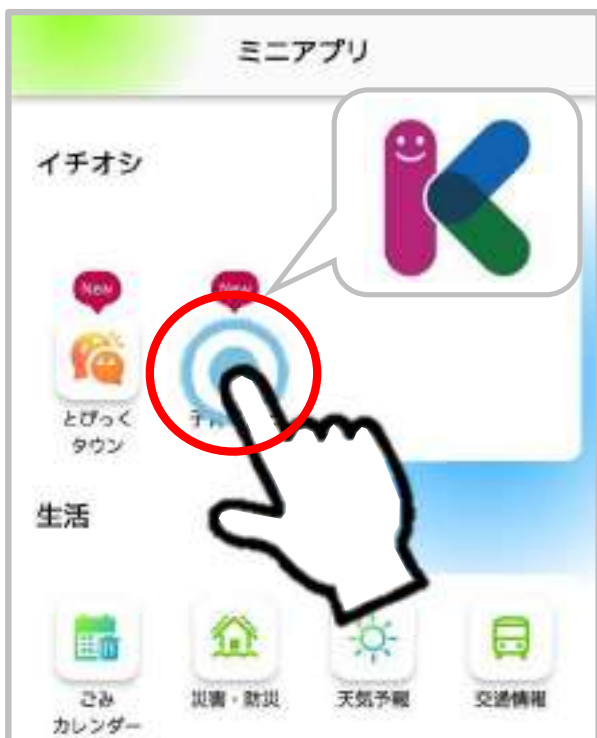 ミニアプリ
イチオシ
New
New
とぴっく
タウン
生活
ごみ
カレンダー
災害・防災
天気予報
交通情報